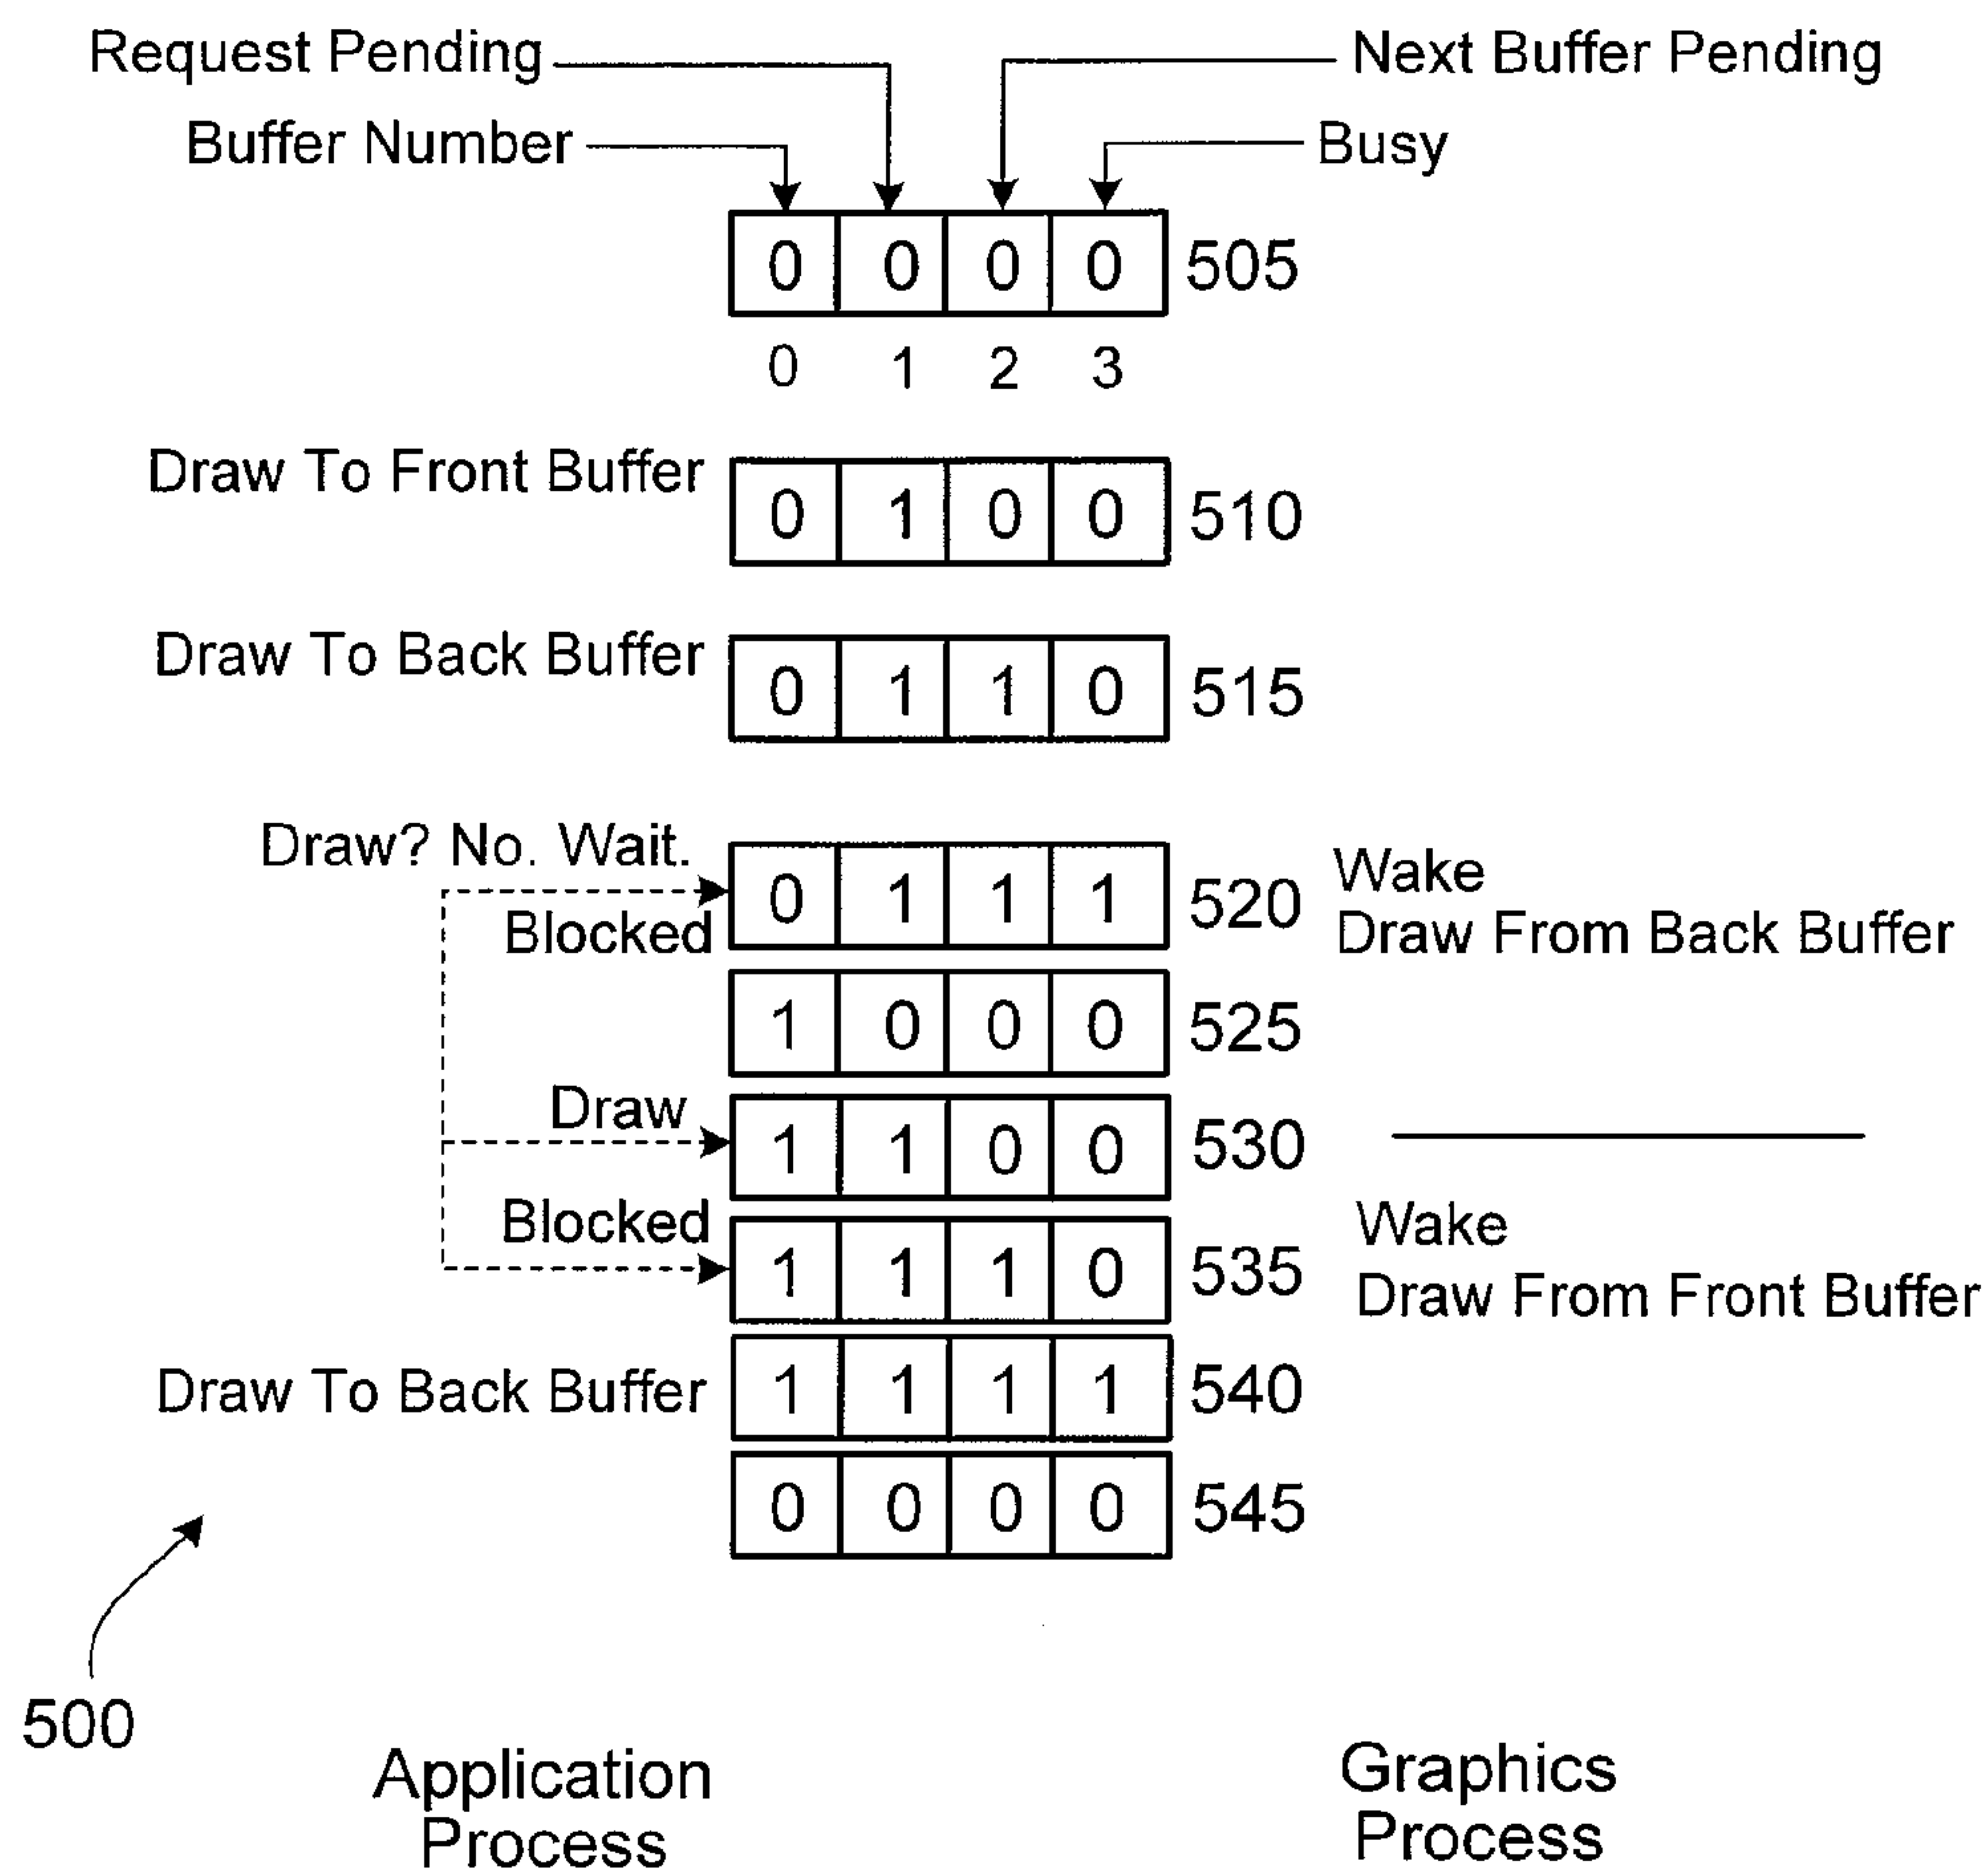 Request Pending
Next Buffer Pending
Buffer Number
Busy
0 0 0 0 505
0 1 2 3
Draw To Front Buffer
0 1 0 0 510
Draw To Back Buffer
0 1 1 0 515
Draw? No. Wait.
Blocked
0 1 1 1 520
Wake
Draw From Back Buffer
1 0 0 0 525
Draw
1 1 0 0 530
Blocked
1 1 1 0 535
Wake
Draw From Front Buffer
Draw To Back Buffer
1 1 1 1 540
0 0 0 0 545
500
Application
Process
Graphics
Process